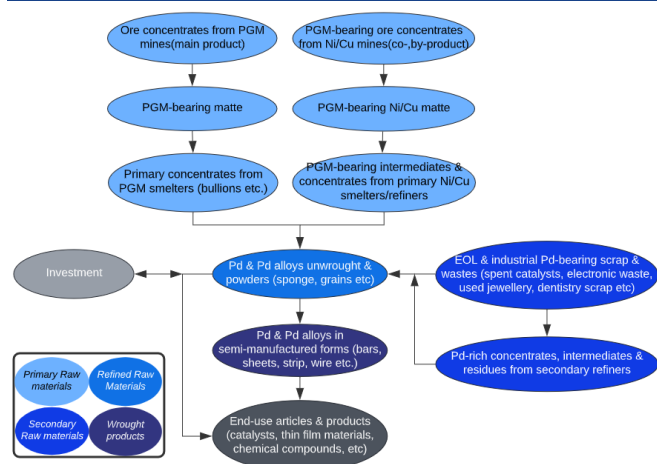 Ore concentrates from PGM
mines(main product)
PGM-bearing ore concentrates
from Ni/Cu mines(co-,by-product)
PGM-bearing matte
PGM-bearing Ni/Cu matte
Primary concentrates from
PGM smelters (bullions etc.)
PGM-bearing intermediates &
concentrates from primary Ni/Cu
smelters/refiners
Investment
Pd & Pd alloys unwrought &
powders (sponge, grains etc)
EOL & industrial Pd-bearing scrap &
wastes (spent catalysts, electronic waste,
used jewellery, dentistry scrap etc)
Pd & Pd alloys in
semi-manufactured forms (bars,
sheets, strip, wire etc.)
Pd-rich concentrates, intermediates &
residues from secondary refiners
End-use articles & products
(catalysts, thin film materials,
chemical compounds, etc)
Primary Raw
materials
Refined Raw
Materials
Secondary
Raw materials
Wrought
products